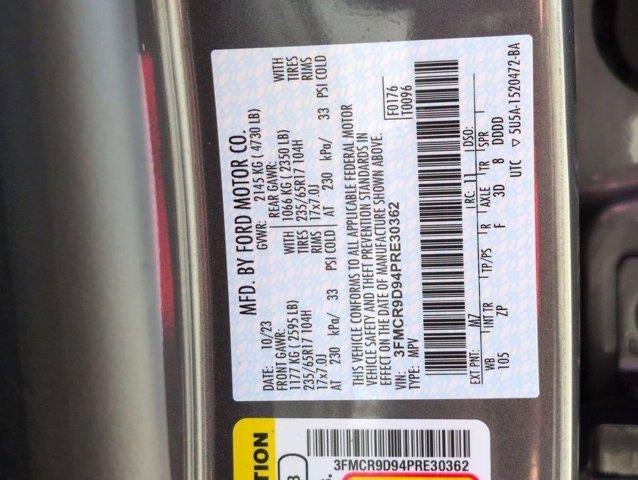 MFD. BY FORD MOTOR CO.
DATE: 10/23 GVWR: 2145 KG ( 4730 LB)
FRONT GAWR: REAR GAWR: WITH
1177 KG ( 2595 LB) WITH 1066 KG ( 2350 LB) TIRES
235/65R17 104H TIRES 235/65R17 104H RIMS
17x7.0J RIMS 17x7.0J
AT 230 kPa/ 33 PSI COLD AT 230 kPa/ 33 PSI COLD
THIS VEHICLE CONFORMS TO ALL APPLICABLE FEDERAL MOTOR
VEHICLE SAFETY AND THEFT PREVENTION STANDARDS IN
EFFECT ON THE DATE OF MANUFACTURE SHOWN ABOVE.
VIN: 3FMCR9D94PRE30362
TYPE: MPV
F0176
T0096
EXT PNT: M7 RC: 11 DSO:
WB INT TR TP/PS R AXLE TR SPR
105 ZP F 3D 8 DDDD
UTC ▽ 5U5A-1520472-BA
TION
3FMCR9D94PRE30362